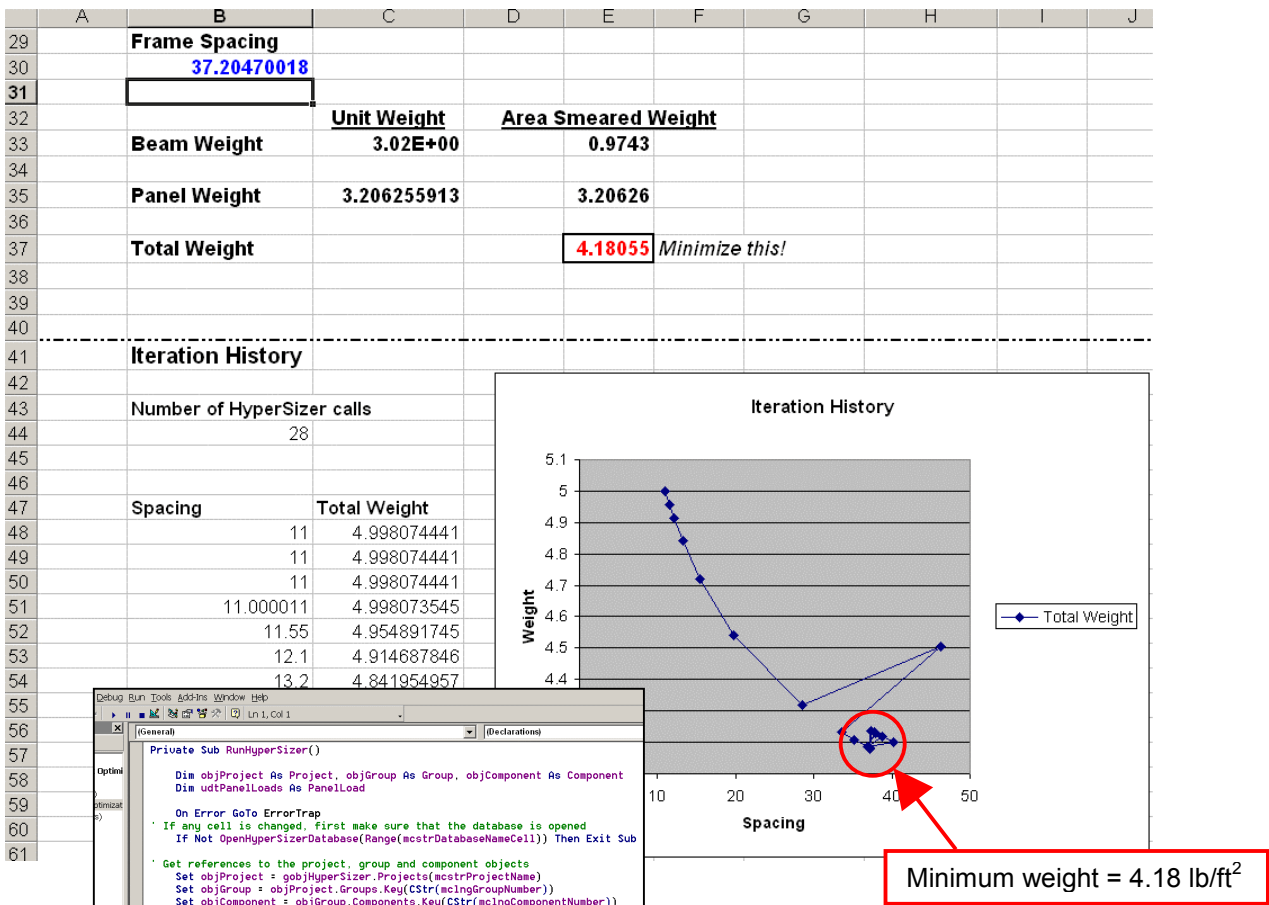 A B C D E F G H I J
29 Frame Spacing
30 37.20470018
31
32 Unit Weight Area Smeared Weight
33 Beam Weight 3.02E+00 0.9743
34
35 Panel Weight 3.206255913 3.20626
36
37 Total Weight 4.18055 Minimize this!
38
39
40
41 Iteration History
42
43 Number of HyperSizer calls
44 28
45
46
47 Spacing Total Weight
48 11 4.998074441
49 11 4.998074441
50 11 4.998074441
51 11.000011 4.998073545
52 11.55 4.954891745
53 12.1 4.914687846
54 13.2 4.841954957
55
56
57
58
59
60
61
Iteration History
5.1
5
4.9
4.8
4.7
4.6
4.5
4.4
Weight
10 20 30 40 50
Spacing
Total Weight
Minimum weight = 4.18 lb/ft²
Debug Run Tools Add-Ins Window Help
Ln 1, Col 1
(General) (Declarations)
Optimi
Private Sub RunHyperSizer()
Dim objProject As Project, objGroup As Group, objComponent As Component
Dim udtPanelLoads As PanelLoad
On Error GoTo ErrorTrap
' If any cell is changed, first make sure that the database is opened
If Not OpenHyperSizerDatabase(Range(mcstrDatabaseNameCell)) Then Exit Sub
' Get references to the project, group and component objects
Set objProject = gobjHyperSizer.Projects(mcstrProjectName)
Set objGroup = objProject.Groups.Key(CStr(mclngGroupNumber))
Set objComponent = objGroup.Components.Key(CStr(mclngComponentNumber))